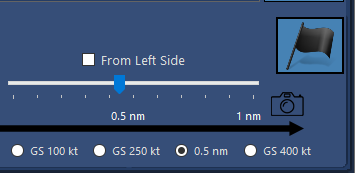 From Left Side
0.5 nm 1 nm
GS 100 kt GS 250 kt 0.5 nm GS 400 kt